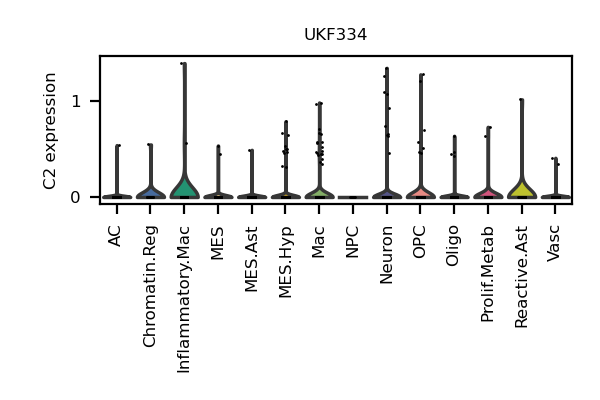 UKF334
C2 expression
1
0
AC
Chromatin.Reg
Inflammatory.Mac
MES
MES.Ast
MES.Hyp
Mac
NPC
Neuron
OPC
Oligo
Prolif.Metab
Reactive.Ast
Vasc